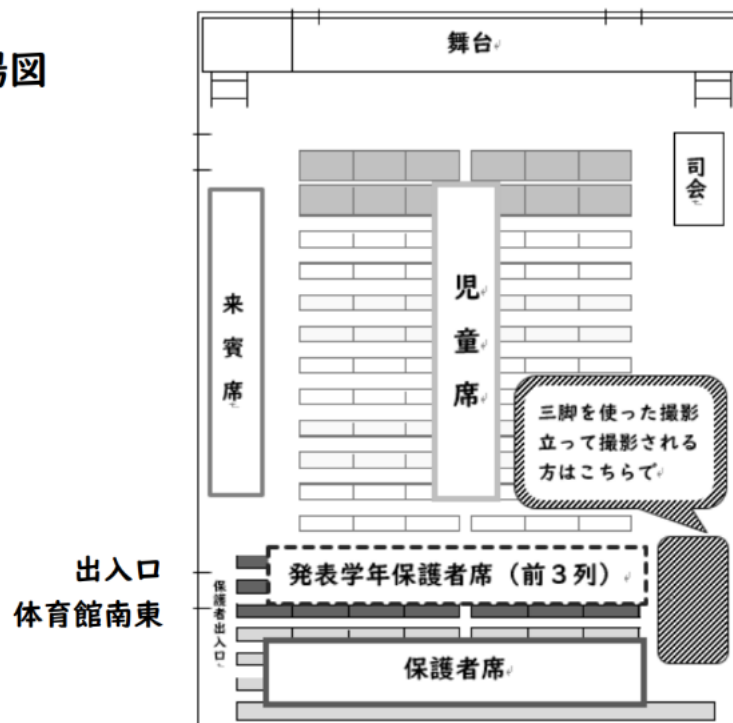 場図
舞台
司会
児童席
来賓席
三脚を使った撮影
立って撮影される
方はこちらで
出入口
体育館南東
保護者出入口
発表学年保護者席（前３列）
保護者席